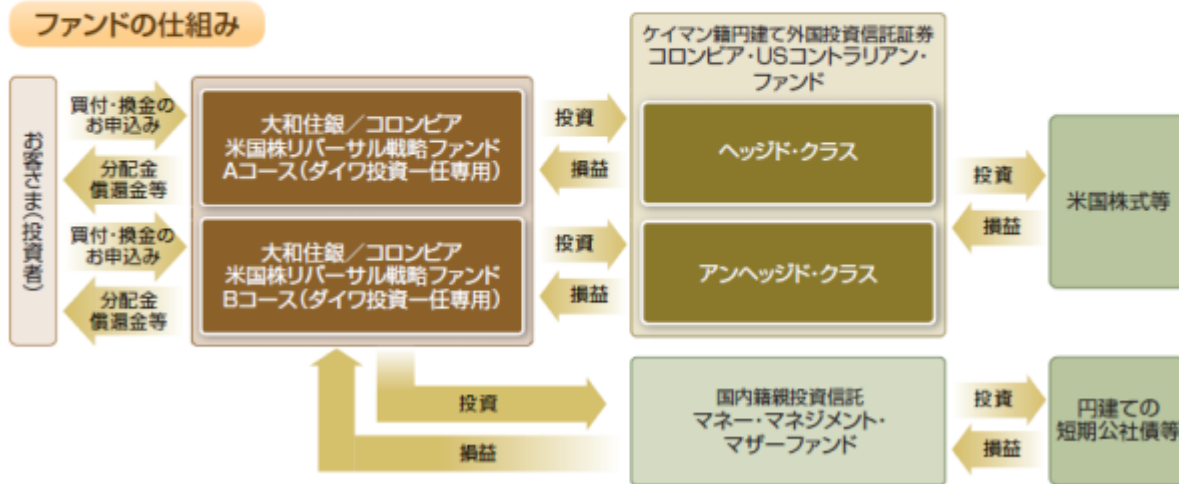 ファンドの仕組み
お客さま(投資者)
買付・換金の
お申込み
分配金
償還金等
買付・換金の
お申込み
分配金
償還金等
大和住銀/コロンビア
米国株リバーサル戦略ファンド
Aコース(ダイワ投資一任専用)
大和住銀/コロンビア
米国株リバーサル戦略ファンド
Bコース(ダイワ投資一任専用)
投資
損益
投資
損益
ケイマン籍円建て外国投資信託証券
コロンビア・USコントラリアン・
ファンド
ヘッジド・クラス
アンヘッジド・クラス
投資
損益
米国株式等
投資
損益
国内籍親投資信託
マネー・マネジメント・
マザーファンド
投資
損益
円建ての
短期公社債等